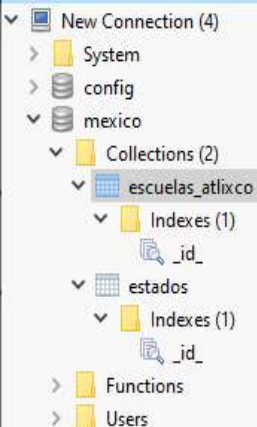 New Connection (4)
System
config
mexico
Collections (2)
escuelas_atlixco
Indexes (1)
_id_
estados
Indexes (1)
_id_
Functions
Users